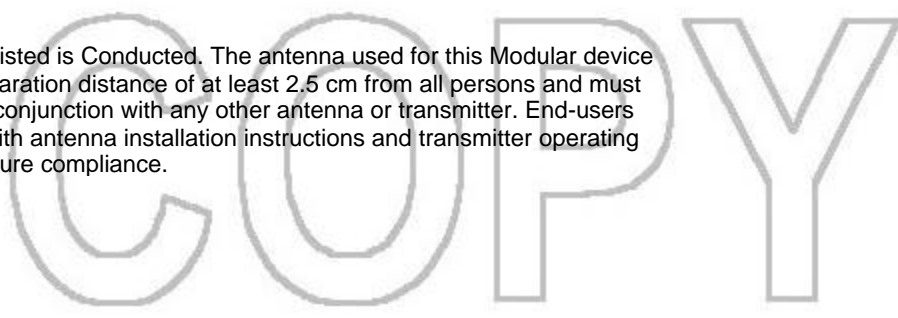 isted is Conducted. The antenna used for this Modular device
aration distance of at least 2.5 cm from all persons and must
conjunction with any other antenna or transmitter. End-users
ith antenna installation instructions and transmitter operating
ure compliance.
COPY